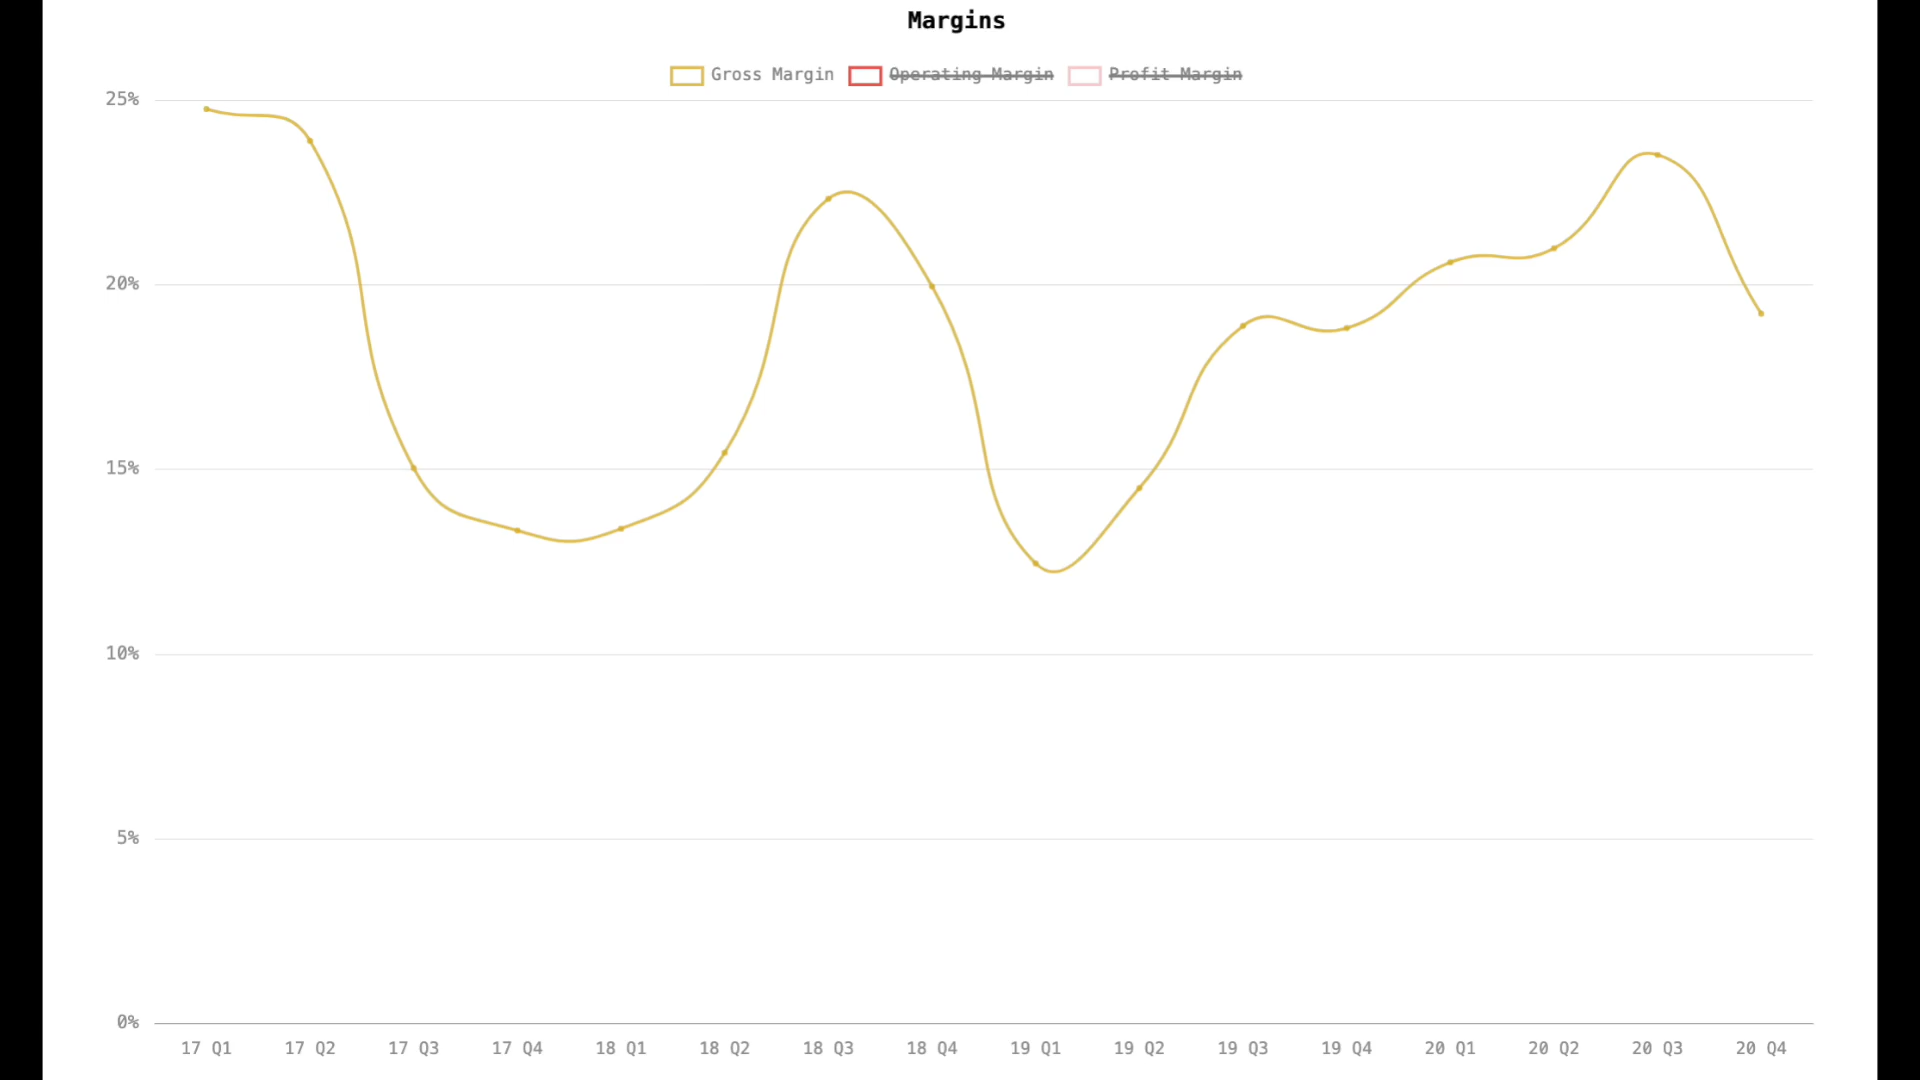 Margins
Gross Margin Operating Margin Profit Margin
25%
20%
15%
10%
5%
0%
17 Q1 17 Q2 17 Q3 17 Q4 18 Q1 18 Q2 18 Q3 18 Q4 19 Q1 19 Q2 19 Q3 19 Q4 20 Q1 20 Q2 20 Q3 20 Q4